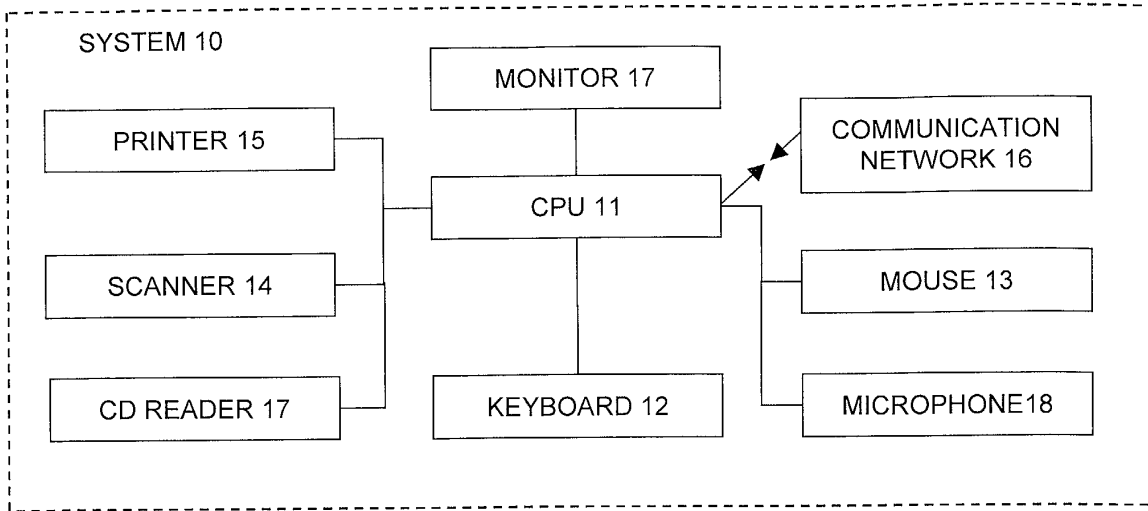 SYSTEM 10
MONITOR 17
PRINTER 15
COMMUNICATION
NETWORK 16
CPU 11
SCANNER 14
MOUSE 13
CD READER 17
KEYBOARD 12
MICROPHONE18